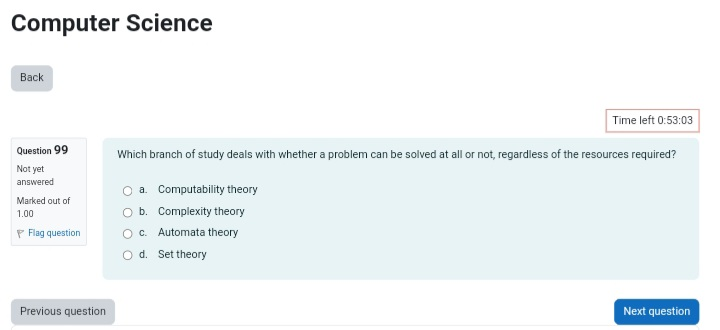 Computer Science
Back
Time left 0:53:03
Question 99
Not yet
answered
Marked out of
1.00
Flag question
Which branch of study deals with whether a problem can be solved at all or not, regardless of the resources required?
a. Computability theory
b. Complexity theory
c. Automata theory
d. Set theory
Previous question
Next question